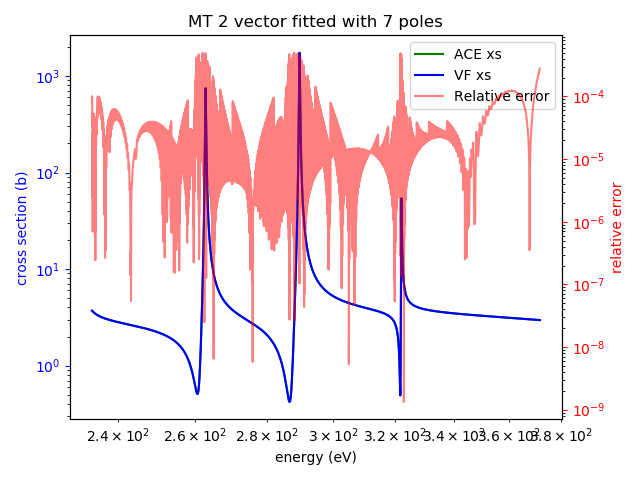 MT 2 vector fitted with 7 poles
ACE xs
VF xs
Relative error
cross section (b)
10³
10²
10¹
10⁰
10⁻⁴
10⁻⁵
10⁻⁶
10⁻⁷
10⁻⁸
10⁻⁹
relative error
2.4 × 10² 2.6 × 10² 2.8 × 10² 3 × 10² 3.2 × 10² 3.4 × 10² 3.6 × 10² 3.8 × 10²
energy (eV)